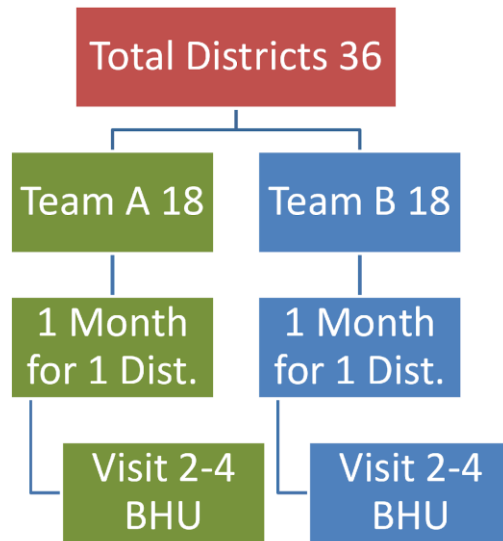 Total Districts 36
Team A 18
Team B 18
1 Month
for 1 Dist.
1 Month
for 1 Dist.
Visit 2-4
BHU
Visit 2-4
BHU